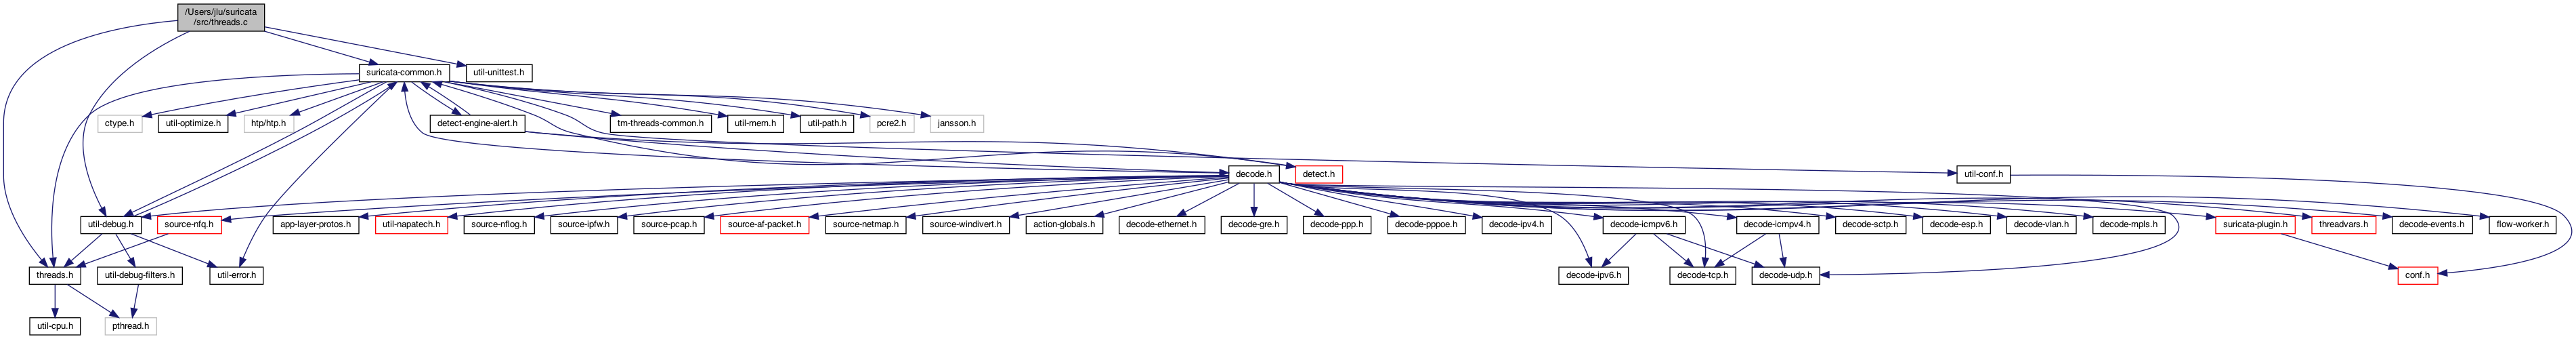 /Users/jlu/suricata
/src/threads.c
suricata-common.h
util-unittest.h
ctype.h
util-optimize.h
htp/htp.h
detect-engine-alert.h
tm-threads-common.h
util-mem.h
util-path.h
pcre2.h
jansson.h
decode.h
detect.h
util-conf.h
util-debug.h
source-nfq.h
app-layer-protos.h
util-napatech.h
source-nflog.h
source-ipfw.h
source-pcap.h
source-af-packet.h
source-netmap.h
source-windivert.h
action-globals.h
decode-ethernet.h
decode-gre.h
decode-ppp.h
decode-pppoe.h
decode-ipv4.h
decode-icmpv6.h
decode-icmpv4.h
decode-sctp.h
decode-esp.h
decode-vlan.h
decode-mpls.h
suricata-plugin.h
threadvars.h
decode-events.h
flow-worker.h
threads.h
util-debug-filters.h
util-error.h
decode-ipv6.h
decode-tcp.h
decode-udp.h
conf.h
util-cpu.h
pthread.h